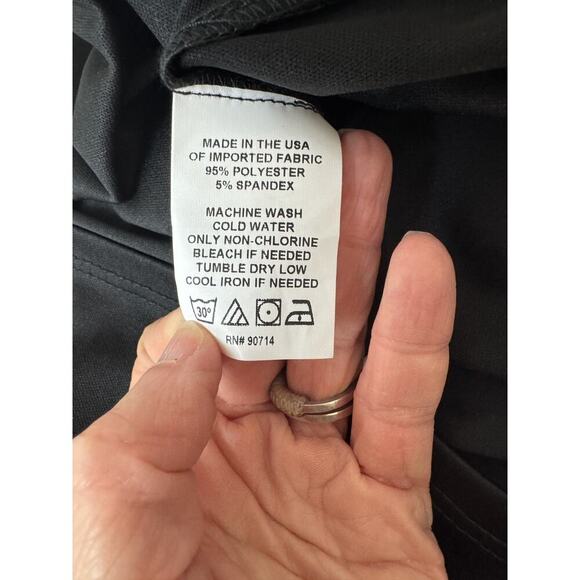 MADE IN THE USA
OF IMPORTED FABRIC
95% POLYESTER
5% SPANDEX
MACHINE WASH
COLD WATER
ONLY NON-CHLORINE
BLEACH IF NEEDED
TUMBLE DRY LOW
COOL IRON IF NEEDED
30°
RN# 90714